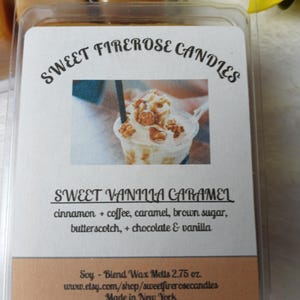 SWEET FIREROSE CANDLES
SWEET VANILLA CARAMEL
cinnamon + coffee, caramel, brown sugar,
butterscotch, + chocolate & vanilla
Soy - Blend Wax Melts 2.75 oz.
www.etsy.com/shop/sweetfirerosecandles
Made in New York